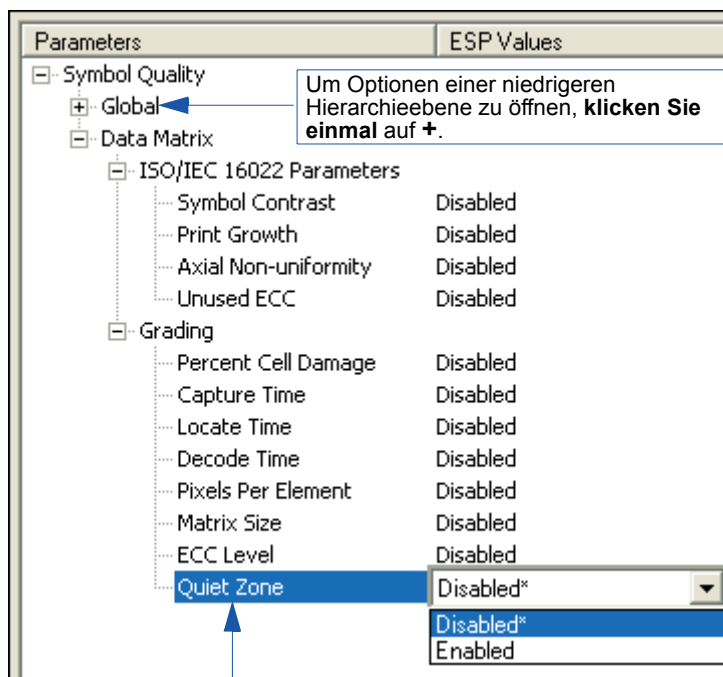 Parameters ESP Values
Symbol Quality
Global
Um Optionen einer niedrigeren
Hierarchieebene zu öffnen, klicken Sie
einmal auf +.
Data Matrix
ISO/IEC 16022 Parameters
Symbol Contrast Disabled
Print Growth Disabled
Axial Non-uniformity Disabled
Unused ECC Disabled
Grading
Percent Cell Damage Disabled
Capture Time Disabled
Locate Time Disabled
Decode Time Disabled
Pixels Per Element Disabled
Matrix Size Disabled
ECC Level Disabled
Quiet Zone Disabled*
Disabled*
Enabled